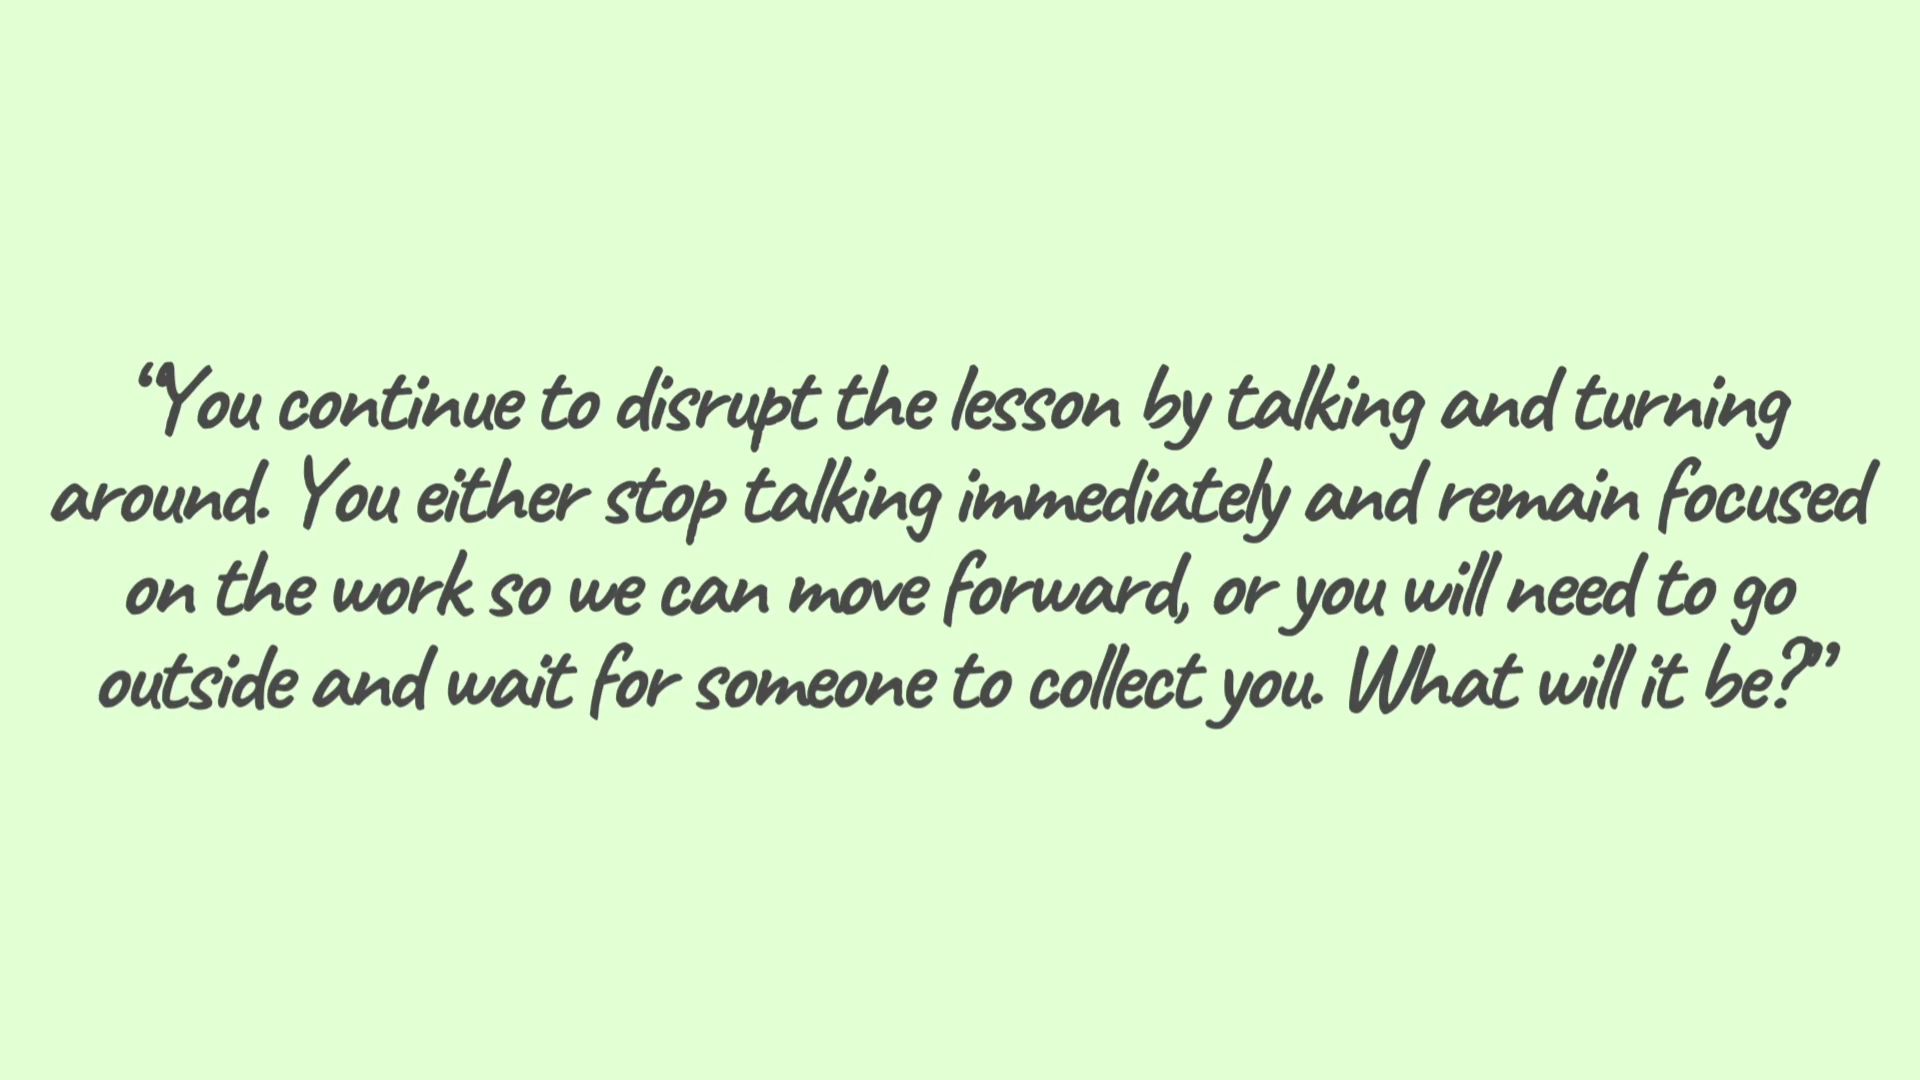 “You continue to disrupt the lesson by talking and turning
around. You either stop talking immediately and remain focused
on the work so we can move forward, or you will need to go
outside and wait for someone to collect you. What will it be?”